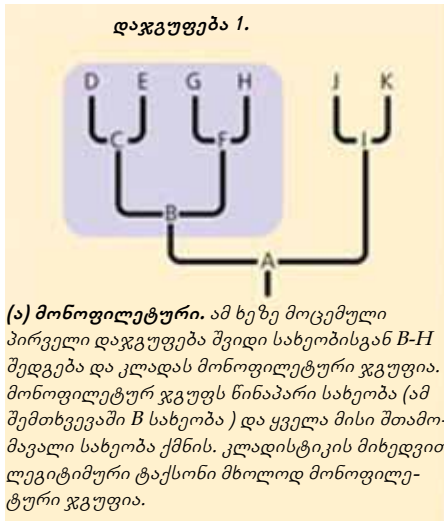 დაჯგუფება 1.
D E G H J K
C F I
B
A
(ა) მონოფილეტური. ამ ხეზე მოცემული
პირველი დაჯგუფება შვიდი სახეობისგან B-H
შედგება და კლადას მონოფილეტური ჯგუფია.
მონოფილეტურ ჯგუფს წინაპარი სახეობა (ამ
შემთხვევაში B სახეობა ) და ყველა მისი შთამო-
მავალი სახეობა ქმნის. კლადისტიკის მიხედვით
ლეგიტიმური ტაქსონი მხოლოდ მონოფილე-
ტური ჯგუფია.